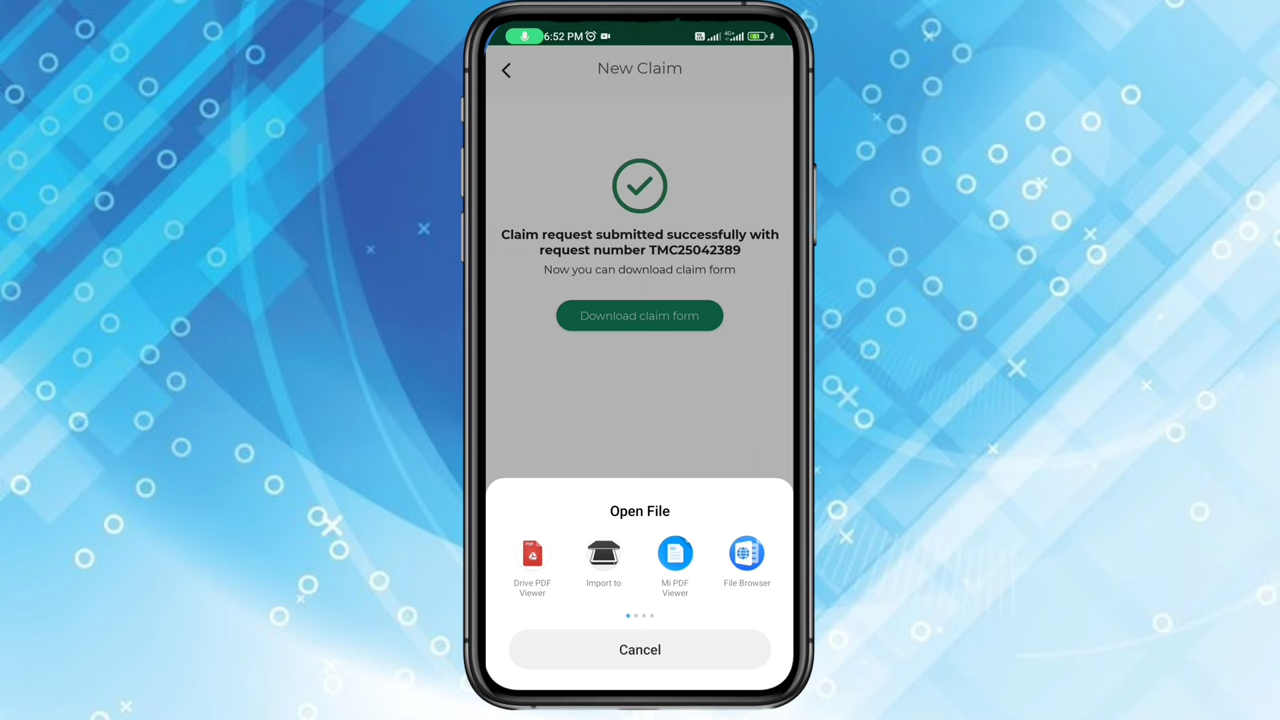 6:52 PM
New Claim
Claim request submitted successfully with
request number TMC25042389
Now you can download claim form
Download claim form
Open File
Drive PDF
Viewer
Import to
Mi PDF
Viewer
File Browser
Cancel